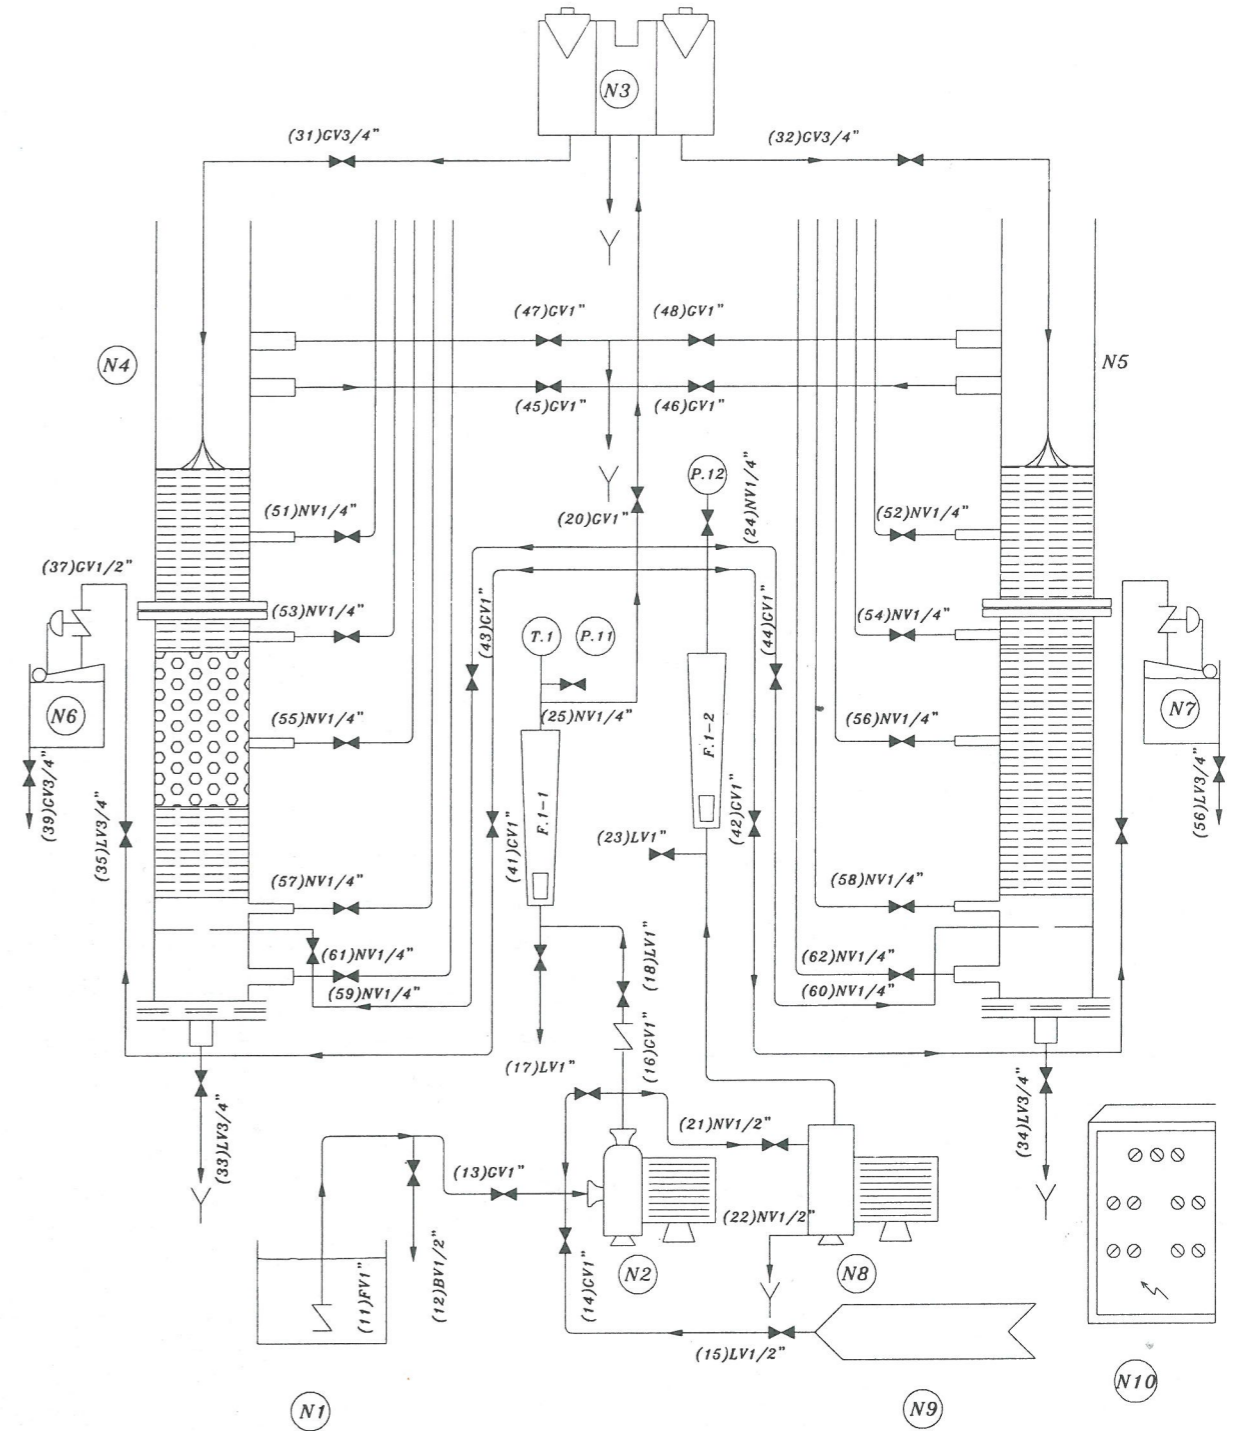 N3
(31)GV3/4"
(32)GV3/4"
(47)GV1"
(48)GV1"
N4
N5
(45)GV1"
(46)GV1"
P.12
(24)NV1/4"
(51)NV1/4"
(20)GV1"
(52)NV1/4"
(37)GV1/2"
(53)NV1/4"
(43)GV1"
(44)GV1"
(54)NV1/4"
T.1
P.11
N6
(55)NV1/4"
(25)NV1/4"
F.1-2
(56)NV1/4"
N7
(39)GV3/4"
(35)LV3/4"
(41)GV1"
F.1-1
(42)GV1"
(23)LV1"
(56)LV3/4"
(57)NV1/4"
(58)NV1/4"
(61)NV1/4"
(18)LV1"
(62)NV1/4"
(59)NV1/4"
(60)NV1/4"
(17)LV1"
(16)GV1"
(33)LV3/4"
(21)NV1/2"
(34)LV3/4"
(13)GV1"
(22)NV1/2"
(11)FV1"
(12)BV1/2"
(14)GV1"
N2
N8
(15)LV1/2"
N10
N1
N9